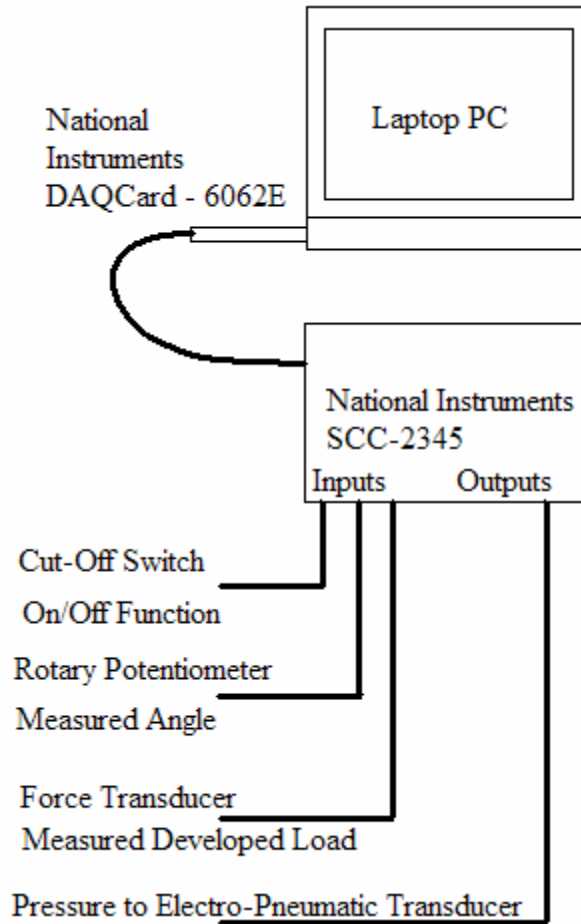 Laptop PC
National
Instruments
DAQCard - 6062E
National Instruments
SCC-2345
Inputs Outputs
Cut-Off Switch
On/Off Function
Rotary Potentiometer
Measured Angle
Force Transducer
Measured Developed Load
Pressure to Electro-Pneumatic Transducer